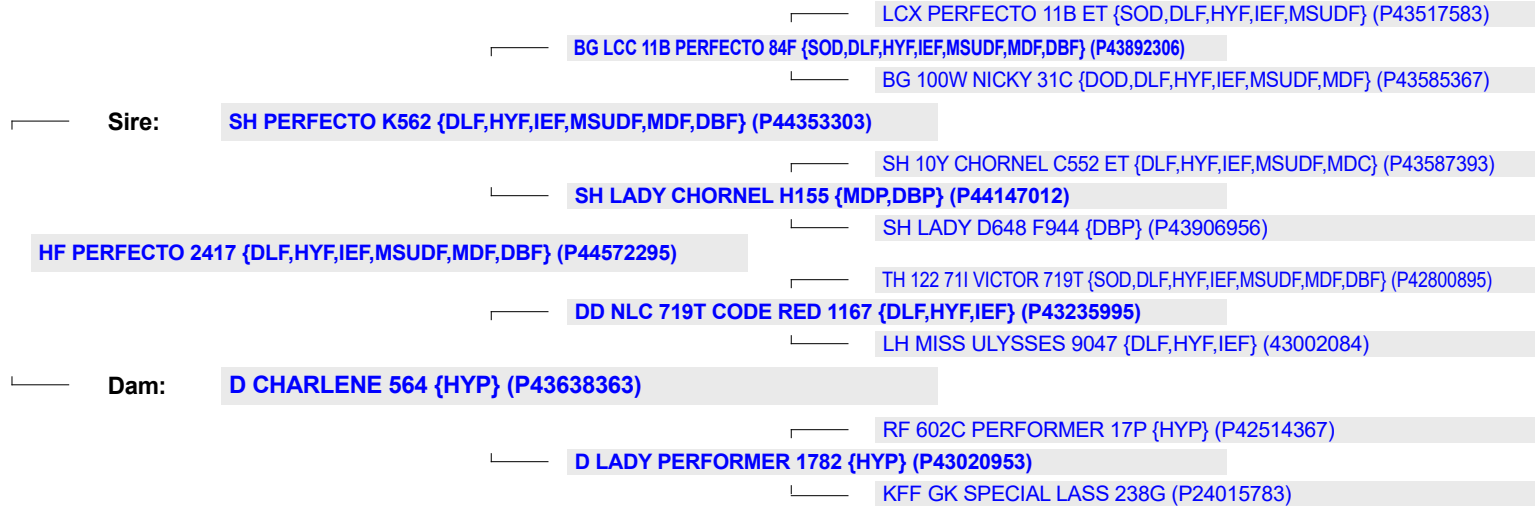 LCX PERFECTO 11B ET {SOD,DLF,HYF,IEF,MSUDF} (P43517583)
BG LCC 11B PERFECTO 84F {SOD,DLF,HYF,IEF,MSUDF,MDF,DBF} (P43892306)
BG 100W NICKY 31C {DOD,DLF,HYF,IEF,MSUDF,MDF} (P43585367)
Sire: SH PERFECTO K562 {DLF,HYF,IEF,MSUDF,MDF,DBF} (P44353303)
SH 10Y CHORNEL C552 ET {DLF,HYF,IEF,MSUDF,MDC} (P43587393)
SH LADY CHORNEL H155 {MDP,DBP} (P44147012)
SH LADY D648 F944 {DBP} (P43906956)
HF PERFECTO 2417 {DLF,HYF,IEF,MSUDF,MDF,DBF} (P44572295)
TH 122 71I VICTOR 719T {SOD,DLF,HYF,IEF,MSUDF,MDF,DBF} (P42800895)
DD NLC 719T CODE RED 1167 {DLF,HYF,IEF} (P43235995)
LH MISS ULYSSES 9047 {DLF,HYF,IEF} (43002084)
Dam: D CHARLENE 564 {HYP} (P43638363)
RF 602C PERFORMER 17P {HYP} (P42514367)
D LADY PERFORMER 1782 {HYP} (P43020953)
KFF GK SPECIAL LASS 238G (P24015783)